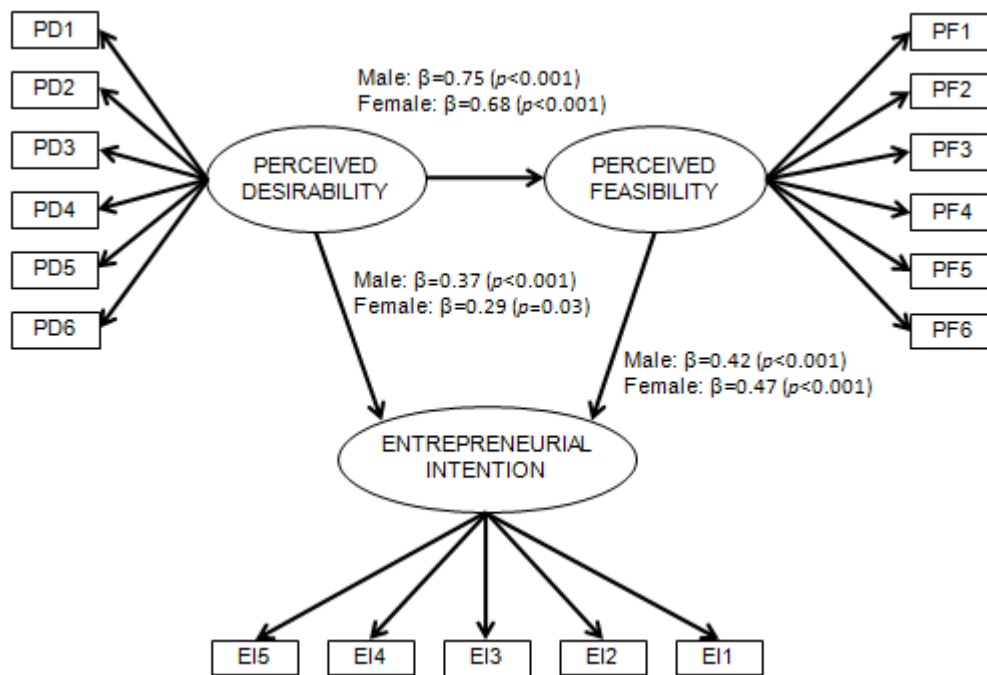 PD1
PD2
PD3
PD4
PD5
PD6
Male: β=0.75 (p<0.001)
Female: β=0.68 (p<0.001)
PERCEIVED
DESIRABILITY
PERCEIVED
FEASIBILITY
PF1
PF2
PF3
PF4
PF5
PF6
Male: β=0.37 (p<0.001)
Female: β=0.29 (p=0.03)
Male: β=0.42 (p<0.001)
Female: β=0.47 (p<0.001)
ENTREPRENEURIAL
INTENTION
EI5
EI4
EI3
EI2
EI1